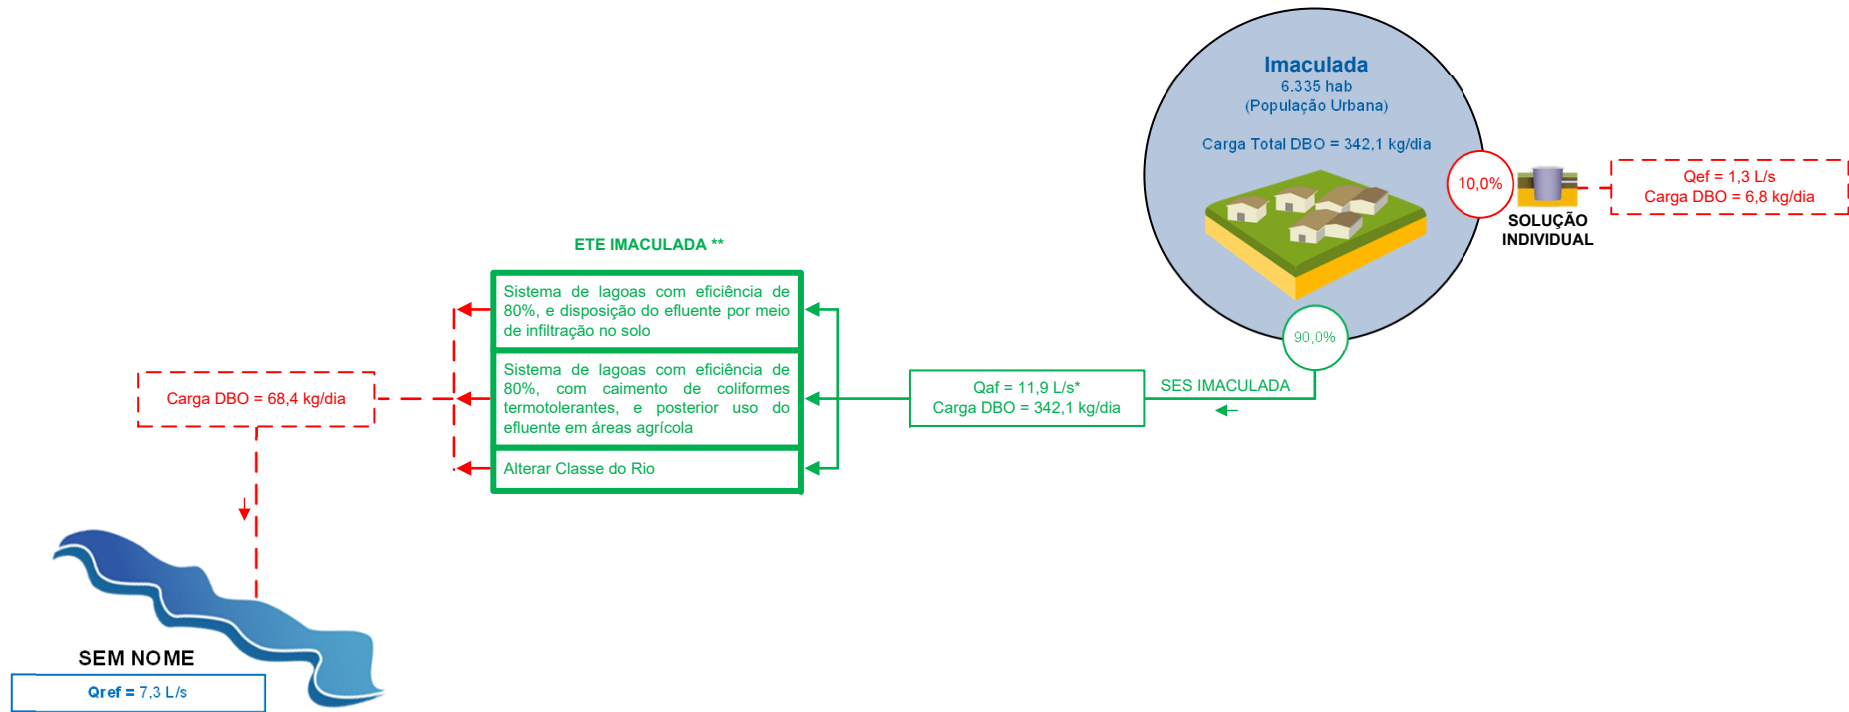 Imaculada
6.335 hab
(População Urbana)
Carga Total DBO = 342,1 kg/dia
10,0%
SOLUÇÃO
INDIVIDUAL
Qef = 1,3 L/s
Carga DBO = 6,8 kg/dia
90,0%
SES IMACULADA
Qaf = 11,9 L/s*
Carga DBO = 342,1 kg/dia
ETE IMACULADA **
Sistema de lagoas com eficiência de
80%, e disposição do efluente por meio
de infiltração no solo
Sistema de lagoas com eficiência de
80%, com caimento de coliformes
termotolerantes, e posterior uso do
efluente em áreas agrícola
Alterar Classe do Rio
Carga DBO = 68,4 kg/dia
SEM NOME
Qref = 7,3 L/s